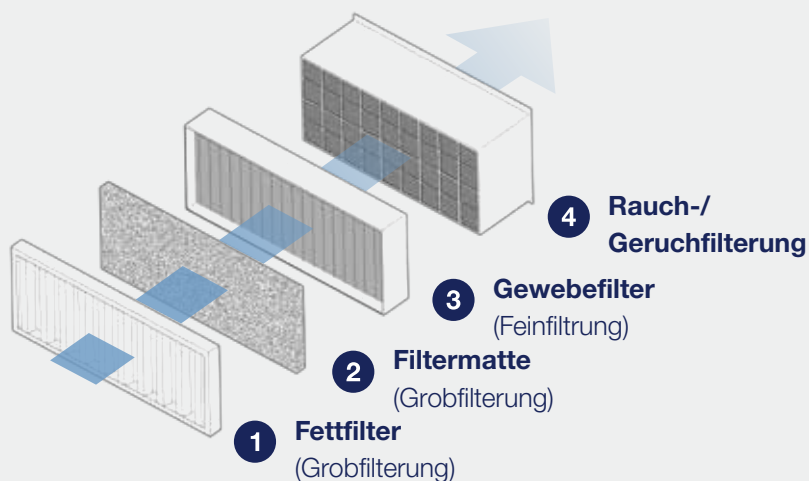 4
Rauch-/
Geruchfilterung
3
Gewebefilter
(Feinfiltrung)
2
Filtermatte
(Grobfilterung)
1
Fettfilter
(Grobfilterung)